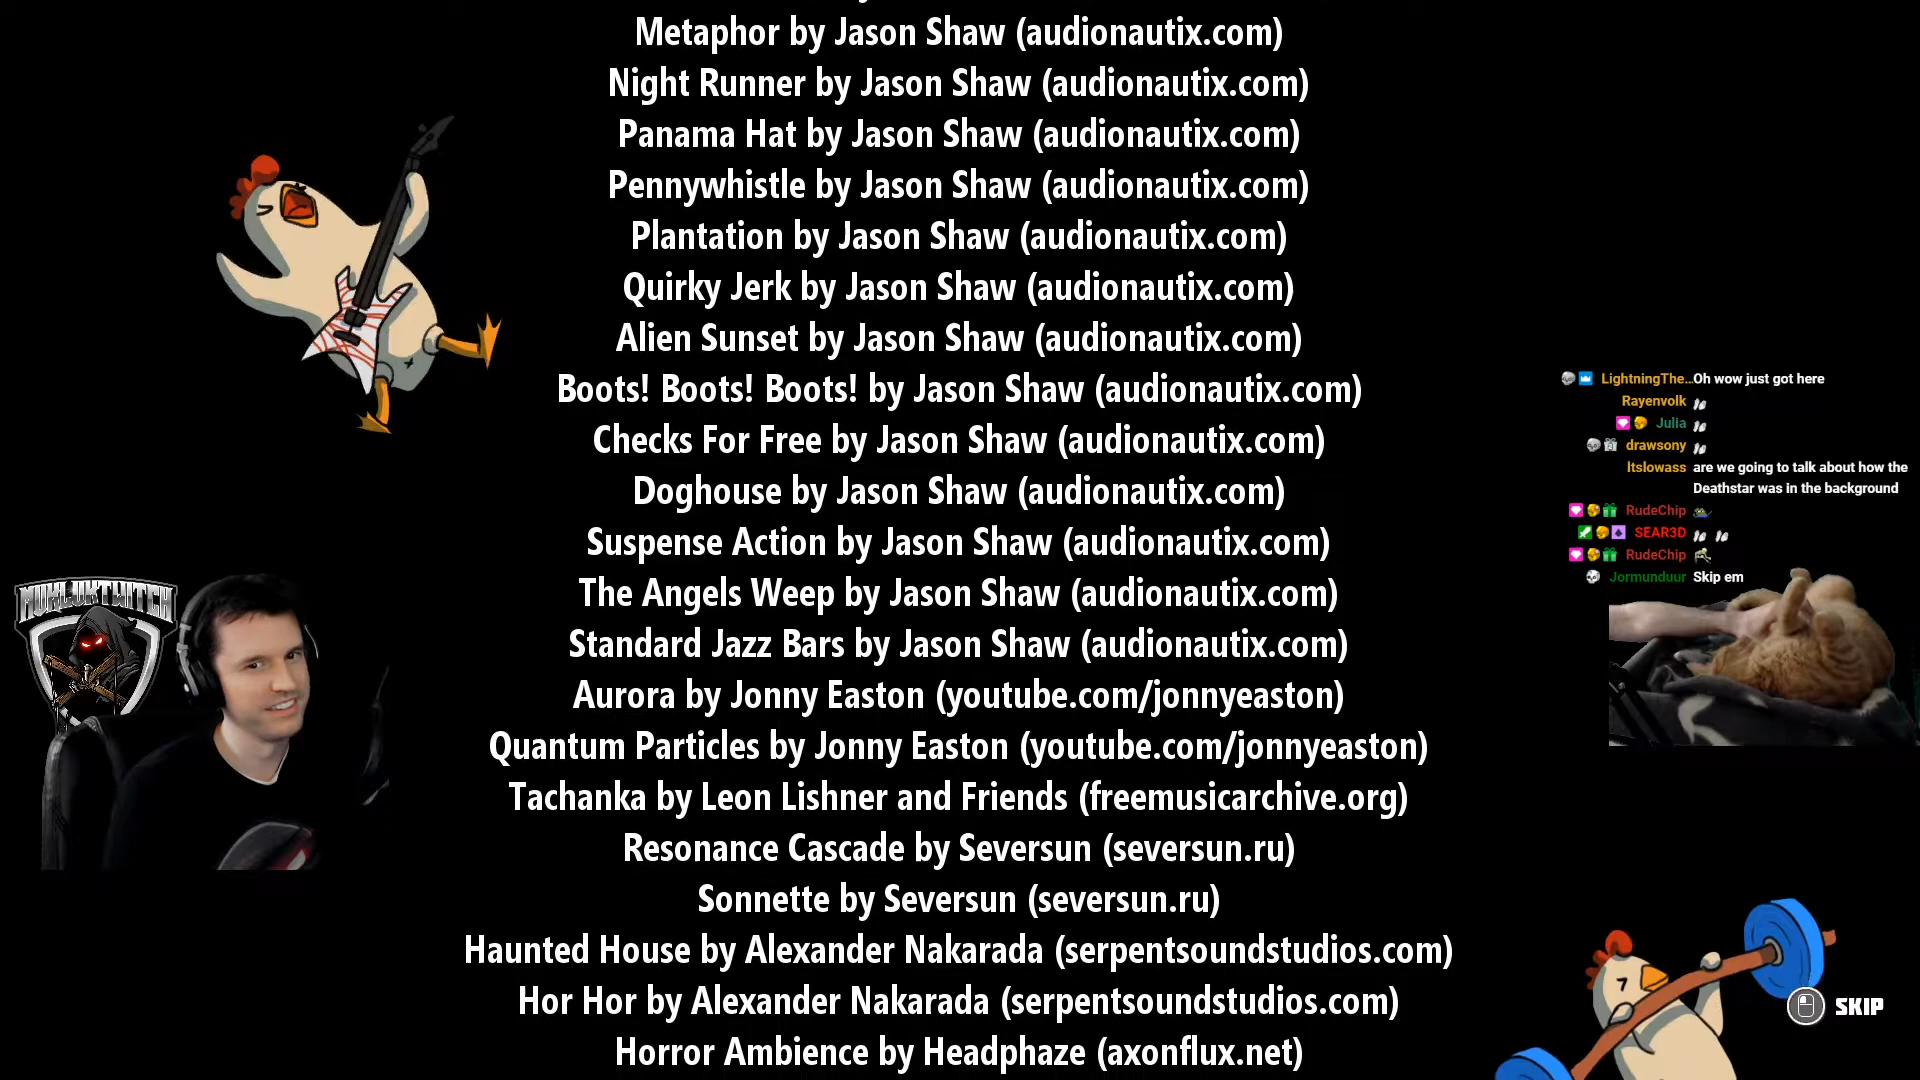 Metaphor by Jason Shaw (audionautix.com)
Night Runner by Jason Shaw (audionautix.com)
Panama Hat by Jason Shaw (audionautix.com)
Pennywhistle by Jason Shaw (audionautix.com)
Plantation by Jason Shaw (audionautix.com)
Quirky Jerk by Jason Shaw (audionautix.com)
Alien Sunset by Jason Shaw (audionautix.com)
Boots! Boots! Boots! by Jason Shaw (audionautix.com)
Checks For Free by Jason Shaw (audionautix.com)
Doghouse by Jason Shaw (audionautix.com)
Suspense Action by Jason Shaw (audionautix.com)
The Angels Weep by Jason Shaw (audionautix.com)
Standard Jazz Bars by Jason Shaw (audionautix.com)
Aurora by Jonny Easton (youtube.com/jonnyeaston)
Quantum Particles by Jonny Easton (youtube.com/jonnyeaston)
Tachanka by Leon Lishner and Friends (freemusicarchive.org)
Resonance Cascade by Seversun (seversun.ru)
Sonnette by Seversun (seversun.ru)
Haunted House by Alexander Nakarada (serpentsoundstudios.com)
Hor Hor by Alexander Nakarada (serpentsoundstudios.com)
Horror Ambience by Headphaze (axonflux.net)
MUKLUKTWITCH
LightningThe... Oh wow just got here
Rayenvolk
Julia
drawsony
Itslowass are we going to talk about how the
Deathstar was in the background
RudeChip
SEAR3D
RudeChip
Jormunduur Skip em
SKIP